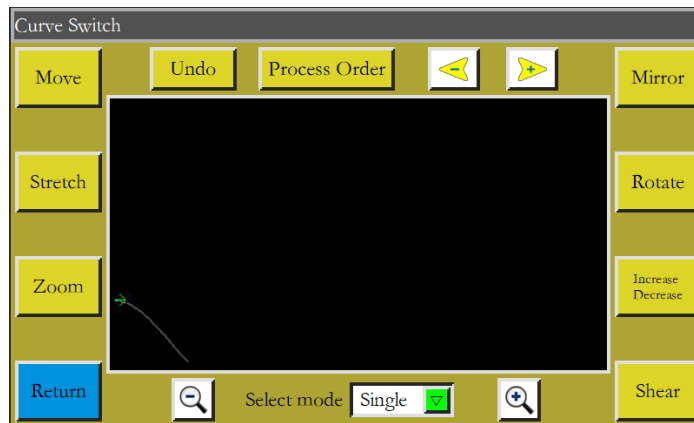 Curve Switch
Move
Undo
Process Order
Mirror
Stretch
Rotate
Zoom
Increase
Decrease
Return
Select mode
Single
Shear